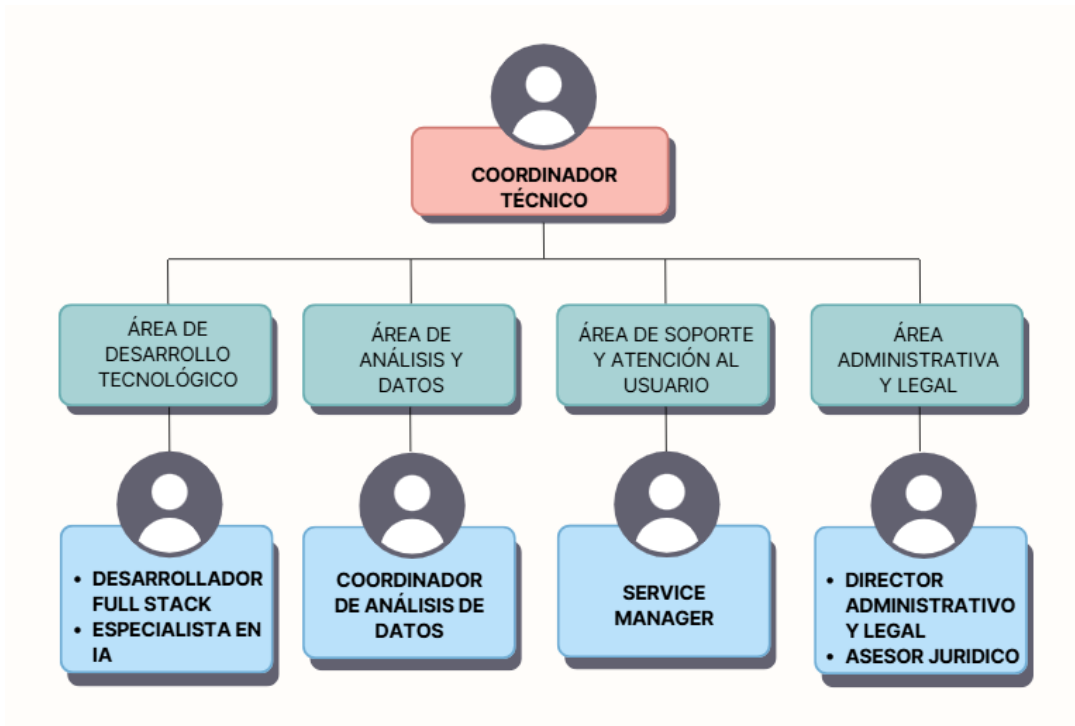 COORDINADOR
TÉCNICO
ÁREA DE
DESARROLLO
TECNOLÓGICO
ÁREA DE
ANÁLISIS Y
DATOS
ÁREA DE SOPORTE
Y ATENCIÓN AL
USUARIO
ÁREA
ADMINISTRATIVA
Y LEGAL
• DESARROLLADOR
FULL STACK
• ESPECIALISTA EN
IA
COORDINADOR
DE ANÁLISIS DE
DATOS
SERVICE
MANAGER
• DIRECTOR
ADMINISTRATIVO
Y LEGAL
• ASESOR JURIDICO